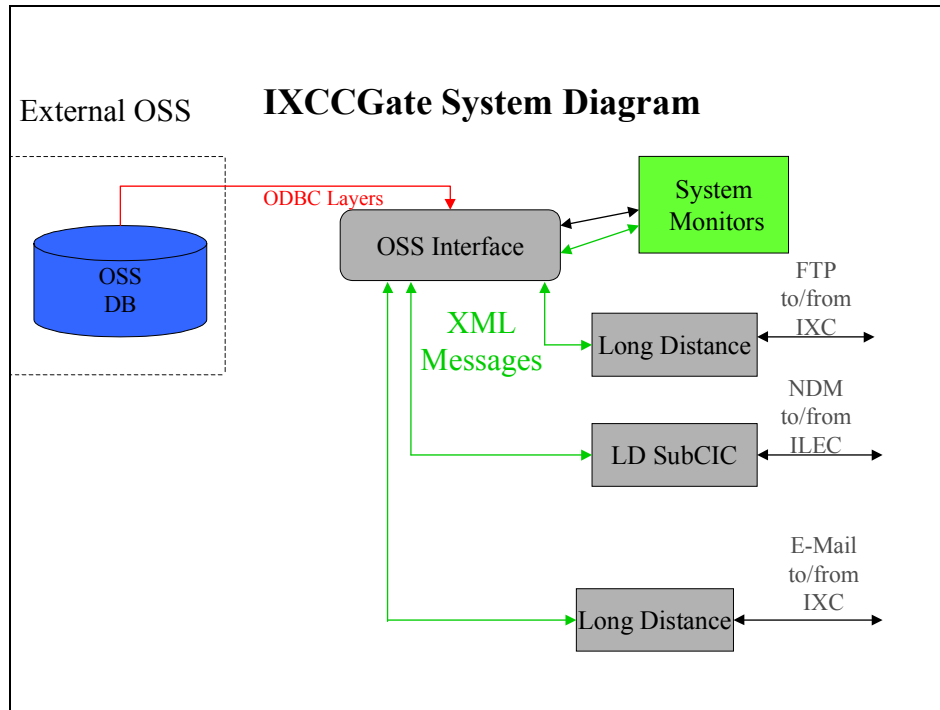 External OSS
IXCCGate System Diagram
ODBC Layers
System
Monitors
OSS Interface
OSS
DB
FTP
to/from
IXC
XML
Messages
Long Distance
NDM
to/from
ILEC
LD SubCIC
E-Mail
to/from
IXC
Long Distance